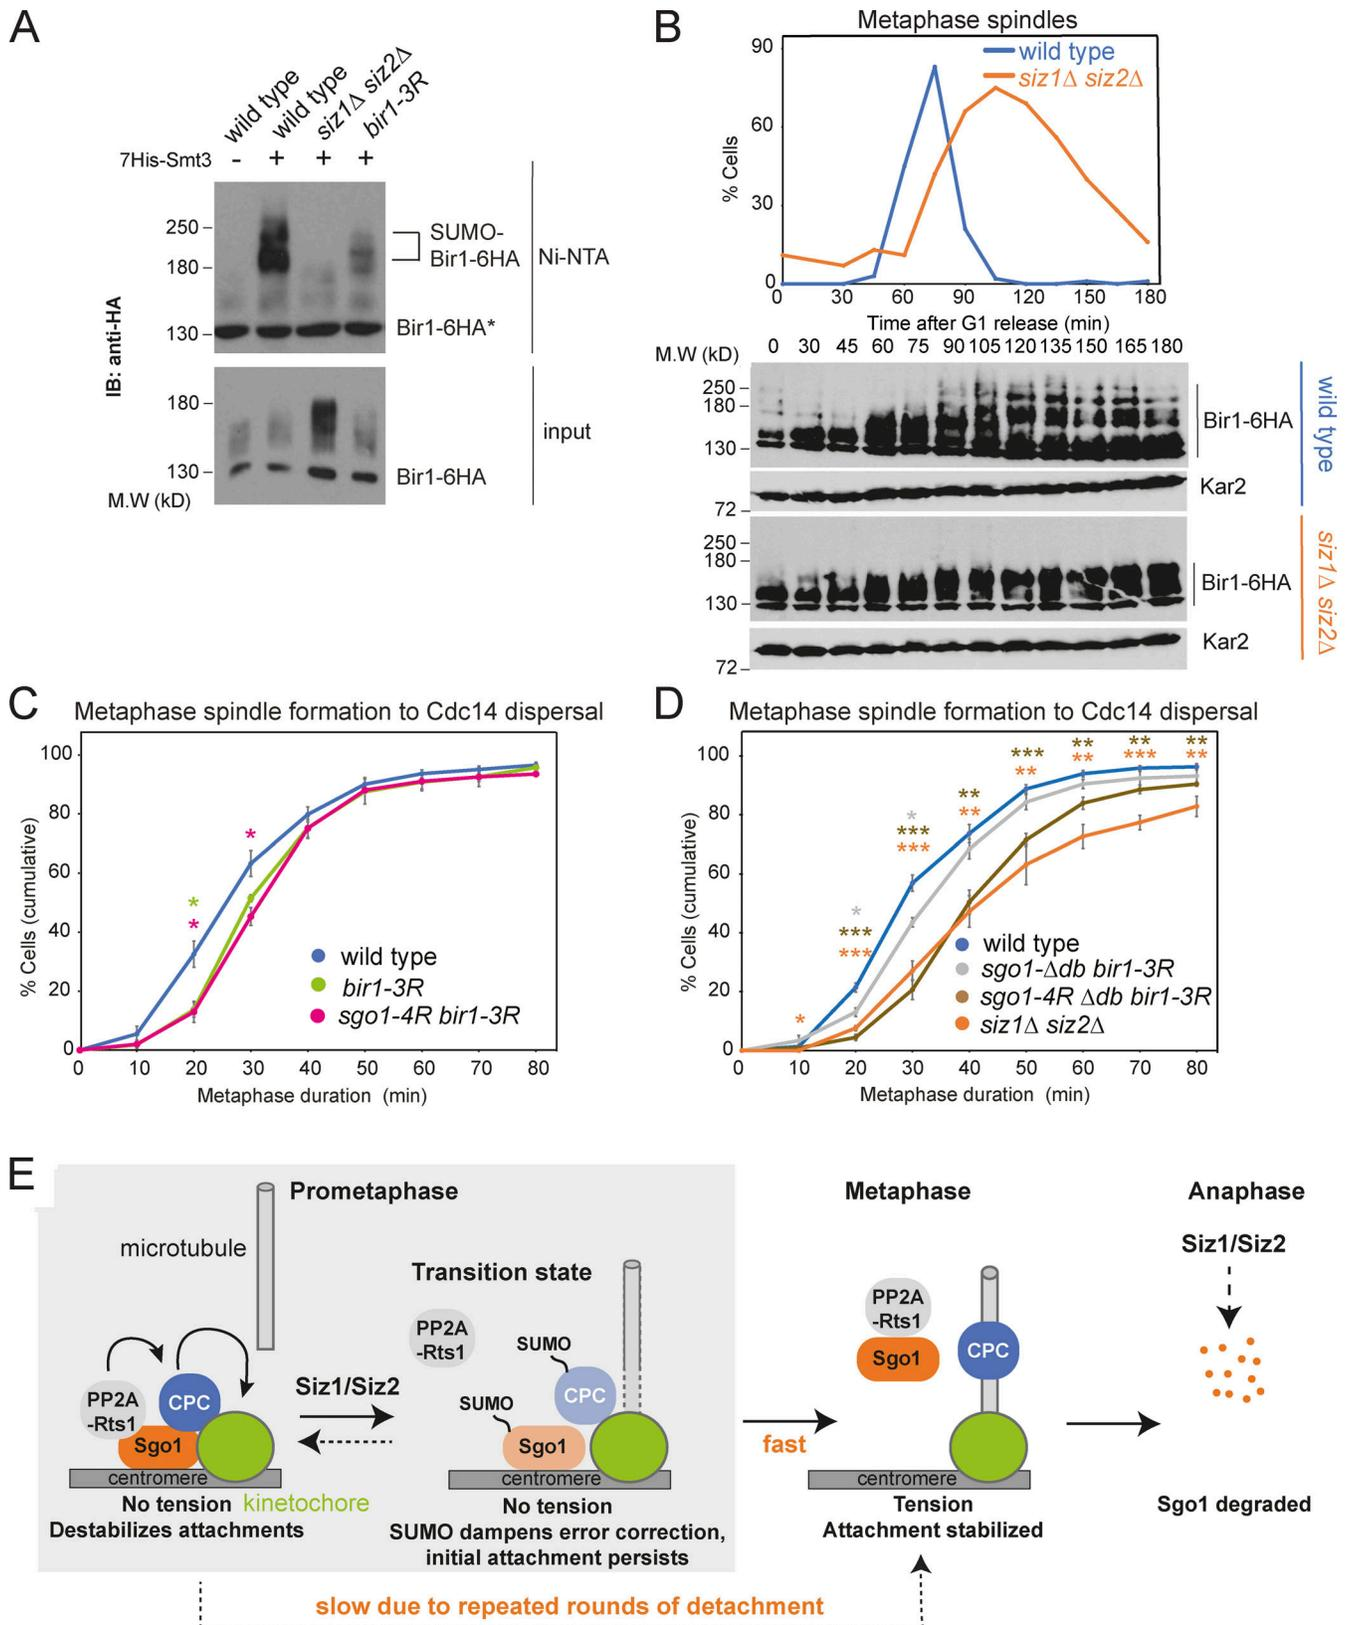 A
wild type
wild type
siz1Δ siz2Δ
bir1-3R
7His-Smt3 - + + +
250
180
130
SUMO-
Bir1-6HA
Ni-NTA
Bir1-6HA*
IB: anti-HA
180
130
input
Bir1-6HA
M.W (kD)
B
Metaphase spindles
wild type
siz1Δ siz2Δ
% Cells
90
60
30
0
0 30 60 90 120 150 180
Time after G1 release (min)
M.W (kD) 0 30 45 60 75 90 105 120 135 150 165 180
250
180
130
Bir1-6HA
wild type
Kar2
72
250
180
130
Bir1-6HA
siz1Δ siz2Δ
Kar2
72
C
Metaphase spindle formation to Cdc14 dispersal
% Cells (cumulative)
100
80
60
40
20
0
*
*
*
wild type
bir1-3R
sgo1-4R bir1-3R
0 10 20 30 40 50 60 70 80
Metaphase duration (min)
D
Metaphase spindle formation to Cdc14 dispersal
% Cells (cumulative)
100
80
60
40
20
0
*** ** ** **
** ** *** **
* **
*** **
***
*
***
***
*
wild type
sgo1-Δdb bir1-3R
sgo1-4R Δdb bir1-3R
siz1Δ siz2Δ
0 10 20 30 40 50 60 70 80
Metaphase duration (min)
E
Prometaphase
microtubule
PP2A
-Rts1
CPC
Sgo1
centromere
No tension kinetochore
Destabilizes attachments
Siz1/Siz2
Transition state
PP2A
-Rts1
SUMO
CPC
SUMO
Sgo1
centromere
No tension
SUMO dampens error correction,
initial attachment persists
fast
Metaphase
PP2A
-Rts1
Sgo1
CPC
centromere
Tension
Attachment stabilized
Anaphase
Siz1/Siz2
Sgo1 degraded
slow due to repeated rounds of detachment